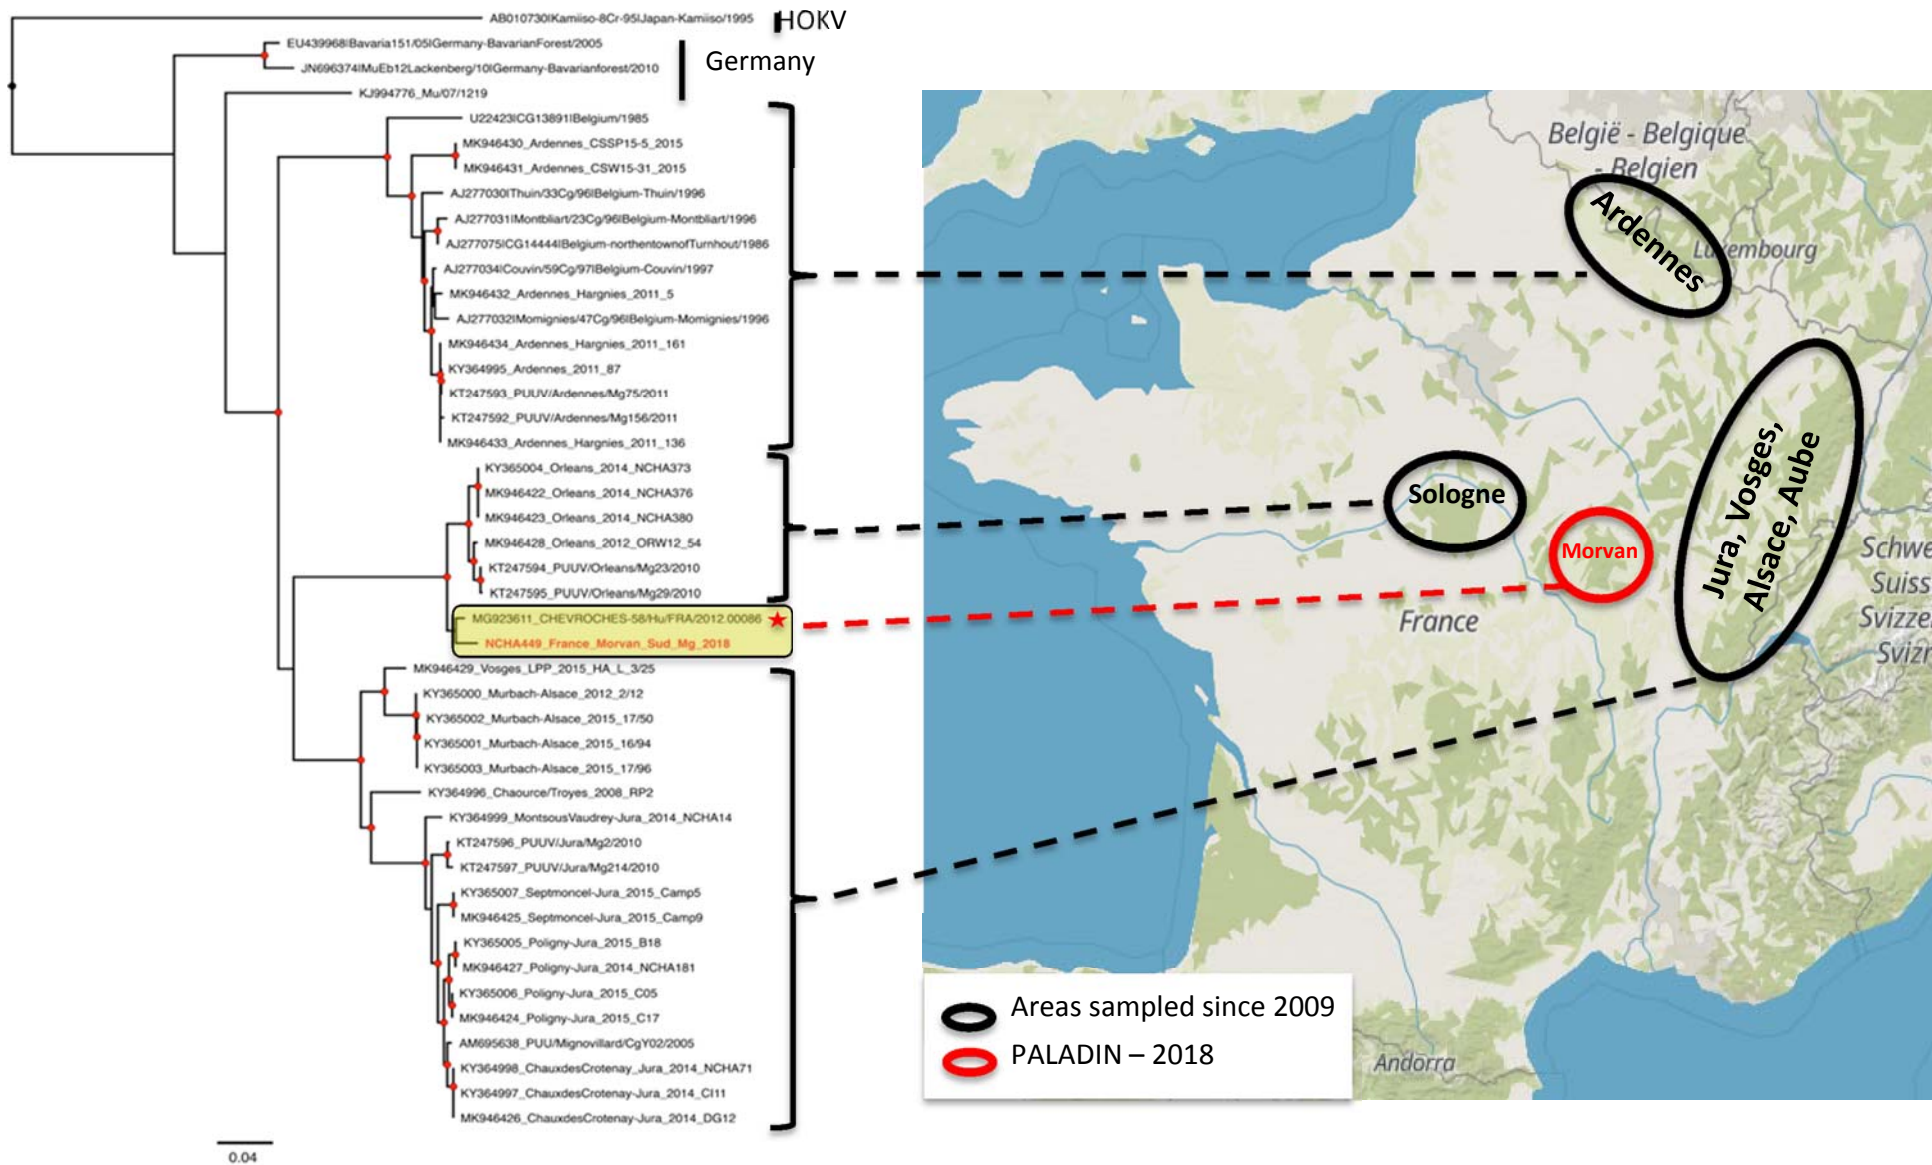 AB010730|Kamiiso-8Cr-95|Japan-Kamiiso/1995
HOKV
EU439968|Bavaria151/05|Germany-BavarianForest/2005
JN696374|MuEb12Lackenberg/10|Germany-Bavarianforest/2010
Germany
KJ994776_Mu/07/1219
U22423|CG13891|Belgium/1985
MK946430_Ardennes_CSSP15-5_2015
MK946431_Ardennes_CSW15-31_2015
AJ277030|Thuin/33Cg/96|Belgium-Thuin/1996
AJ277031|Montbliart/23Cg/96|Belgium-Montbliart/1996
AJ277075|CG14444|Belgium-northentownofTurnhout/1986
AJ277034|Couvin/59Cg/97|Belgium-Couvin/1997
MK946432_Ardennes_Hargnies_2011_5
AJ277032|Momignies/47Cg/96|Belgium-Momignies/1996
MK946434_Ardennes_Hargnies_2011_161
KY364995_Ardennes_2011_87
KT247593_PUUV/Ardennes/Mg75/2011
KT247592_PUUV/Ardennes/Mg156/2011
MK946433_Ardennes_Hargnies_2011_136
KY365004_Orleans_2014_NCHA373
MK946422_Orleans_2014_NCHA376
MK946423_Orleans_2014_NCHA380
MK946428_Orleans_2012_ORW12_54
KT247594_PUUV/Orleans/Mg23/2010
KT247595_PUUV/Orleans/Mg29/2010
MG923611_CHEVROCHES-58/Hu/FRA/2012.00086
NCHA449_France_Morvan_Sud_Mg_2018
MK946429_Vosges_LPP_2015_HA_L_3/25
KY365000_Murbach-Alsace_2012_2/12
KY365002_Murbach-Alsace_2015_17/50
KY365001_Murbach-Alsace_2015_16/94
KY365003_Murbach-Alsace_2015_17/96
KY364996_Chaource/Troyes_2008_RP2
KY364999_MontsousVaudrey-Jura_2014_NCHA14
KT247596_PUUV/Jura/Mg2/2010
KT247597_PUUV/Jura/Mg214/2010
KY365007_Septmoncel-Jura_2015_Camp5
MK946425_Septmoncel-Jura_2015_Camp9
KY365005_Poligny-Jura_2015_B18
MK946427_Poligny-Jura_2014_NCHA181
KY365006_Poligny-Jura_2015_C05
MK946424_Poligny-Jura_2015_C17
AM695638_PUU/Mignovillard/CgY02/2005
KY364998_ChauxdesCrotenay_Jura_2014_NCHA71
KY364997_ChauxdesCrotenay-Jura_2014_CI11
MK946426_ChauxdesCrotenay-Jura_2014_DG12
0.04
België - Belgique
- Belgien
Ardennes
Luxembourg
Jura, Vosges,
Alsace, Aube
Sologne
Morvan
France
Schwe
Suiss
Svizze
Svizr
Andorra
Areas sampled since 2009
PALADIN – 2018